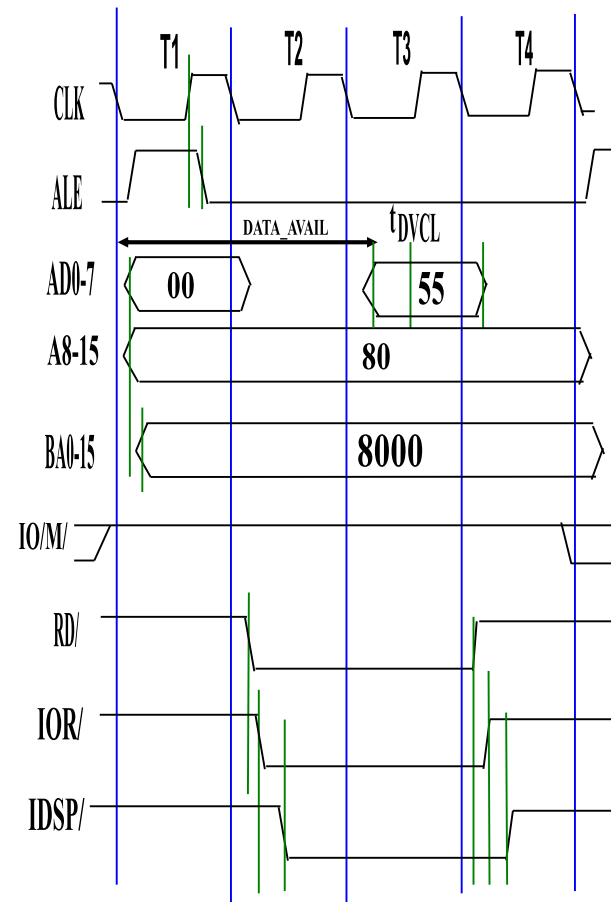 T1 T2 T3 T4
CLK
ALE
DATA_AVAIL tDVCL
AD0-7 00 55
A8-15 80
BA0-15 8000
IO/M/
RD/
IOR/
IDSP/